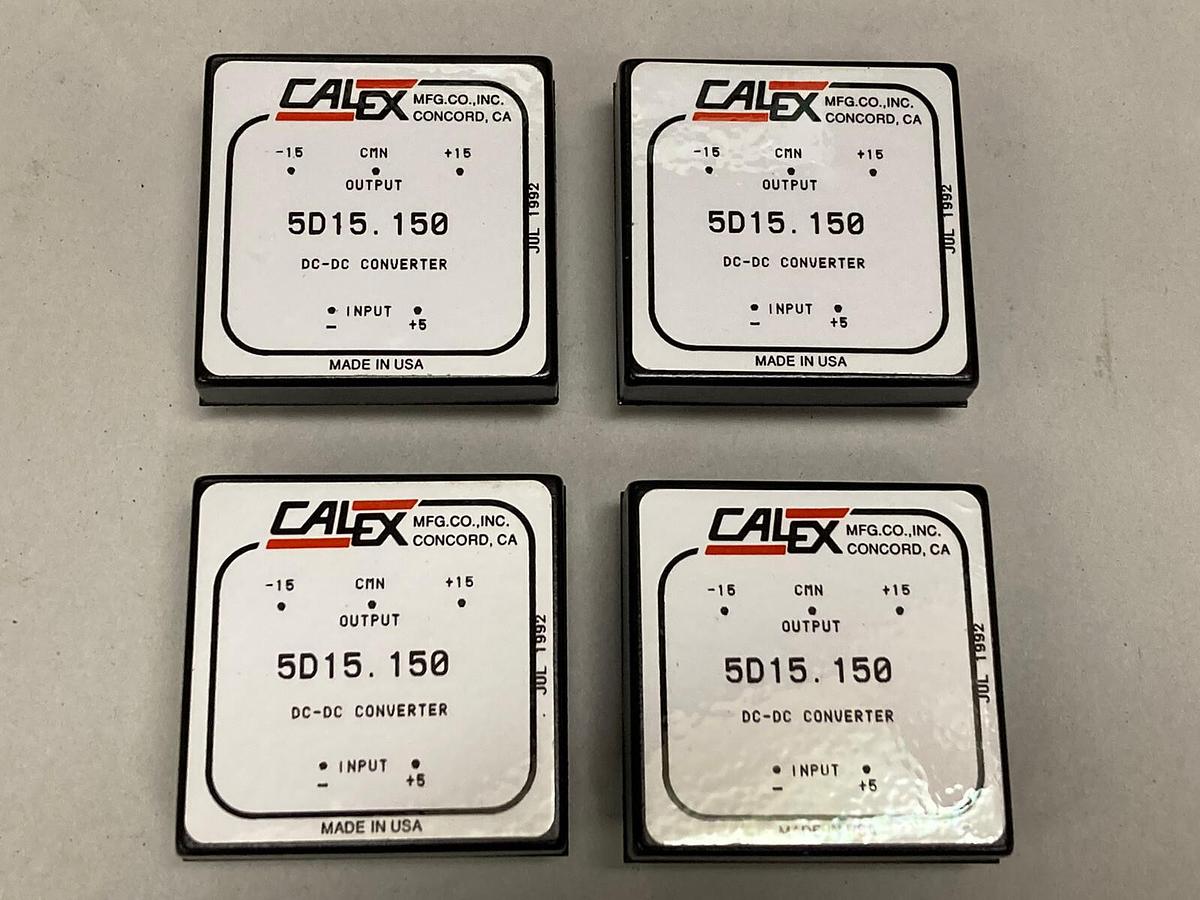 CALEX MFG.CO.,INC.
CONCORD, CA
-15 CMN +15
OUTPUT
5D15.150
DC-DC CONVERTER
INPUT
– +5
MADE IN USA
JUL 1992
CALEX MFG.CO.,INC.
CONCORD, CA
-15 CMN +15
OUTPUT
5D15.150
DC-DC CONVERTER
INPUT
– +5
MADE IN USA
JUL 1992
CALEX MFG.CO.,INC.
CONCORD, CA
-15 CMN +15
OUTPUT
5D15.150
DC-DC CONVERTER
INPUT
– +5
MADE IN USA
JUL 1992
CALEX MFG.CO.,INC.
CONCORD, CA
-15 CMN +15
OUTPUT
5D15.150
DC-DC CONVERTER
INPUT
– +5
MADE IN USA
JUL 1992